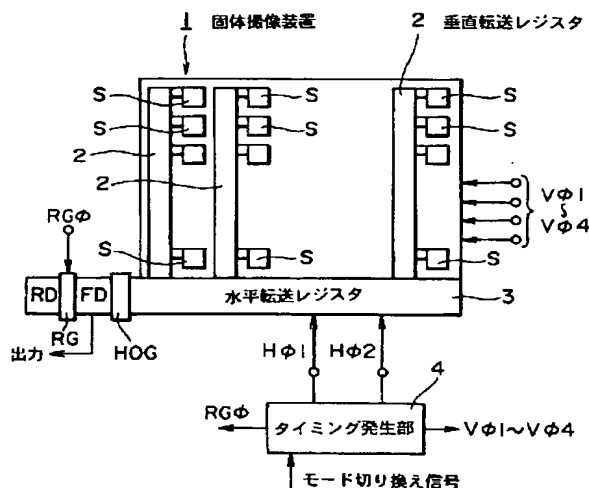 1 固体撮像装置
2 垂直転送レジスタ
S S S
S S S
2
2
VΦ1
〜
VΦ4
RGΦ
S S S
RD FD 水平転送レジスタ 3
RG HOG
出力
HΦ1 HΦ2
4
RGΦ タイミング発生部 VΦ1〜VΦ4
モード切り換え信号